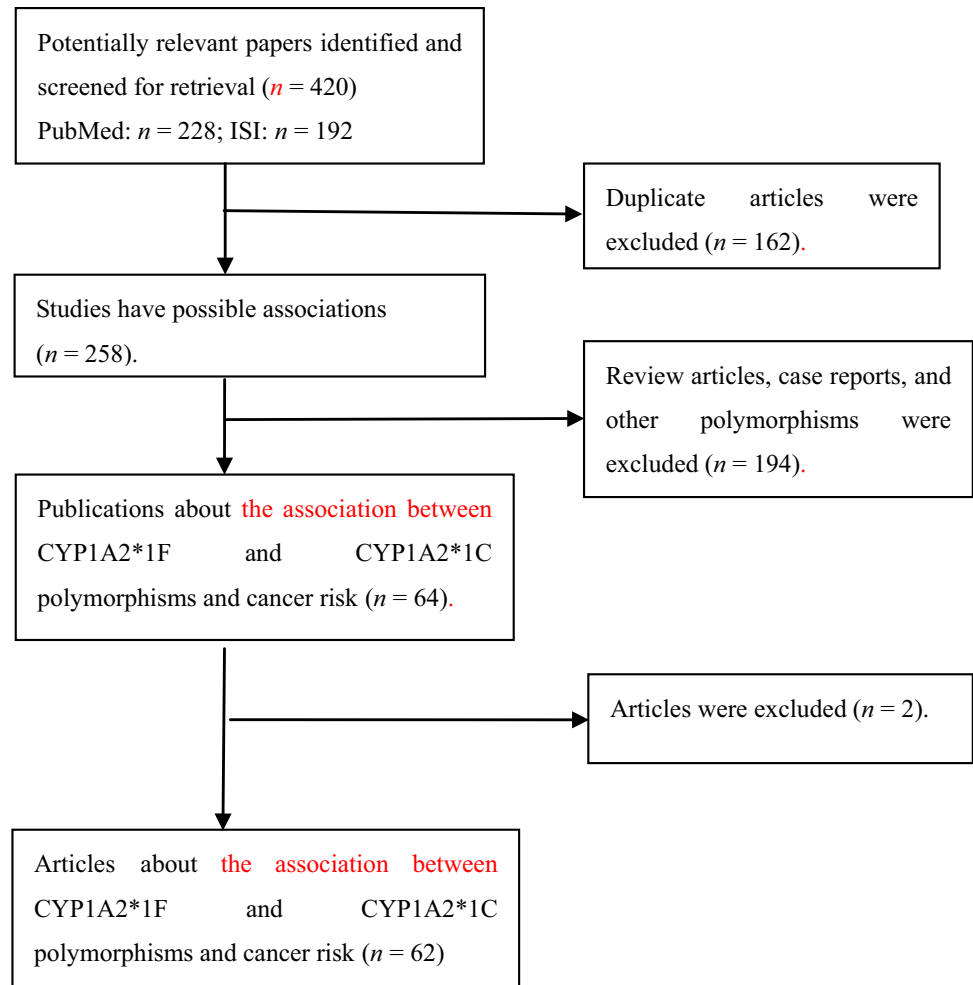 Potentially relevant papers identified and
screened for retrieval (n = 420)
PubMed: n = 228; ISI: n = 192
Duplicate articles were
excluded (n = 162).
Studies have possible associations
(n = 258).
Review articles, case reports, and
other polymorphisms were
excluded (n = 194).
Publications about the association between
CYP1A2*1F and CYP1A2*1C
polymorphisms and cancer risk (n = 64).
Articles were excluded (n = 2).
Articles about the association between
CYP1A2*1F and CYP1A2*1C
polymorphisms and cancer risk (n = 62)